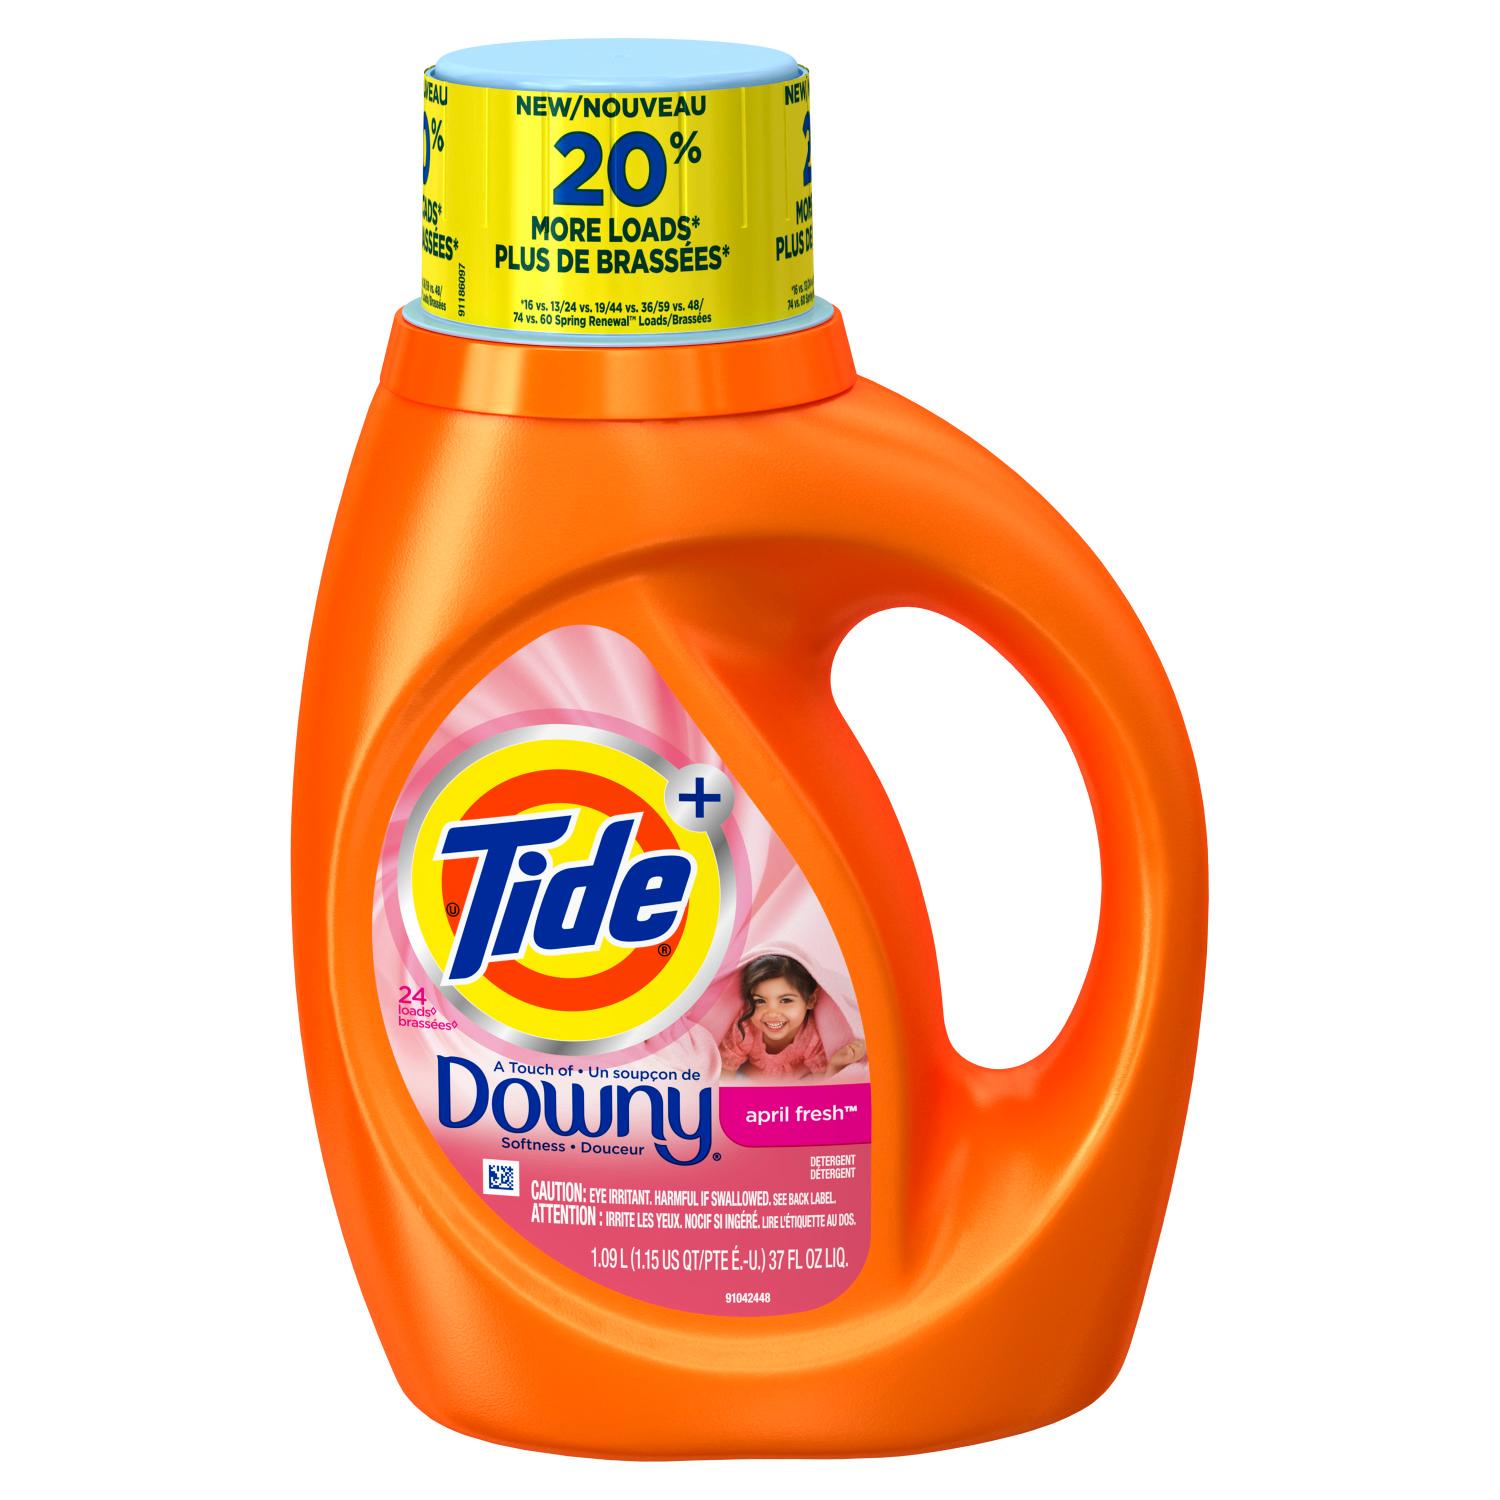 NEW/NOUVEAU
20%
MORE LOADS*
PLUS DE BRASSÉES*
*16 vs. 13/24 vs. 19/44 vs. 36/59 vs. 48/
74 vs. 60 Spring Renewal™ Loads/Brassées
91186097
+
Tide®
24
loads◊
brassées◊
A Touch of • Un soupçon de
Downy®
Softness • Douceur
april fresh™
DETERGENT
DÉTERGENT
CAUTION: EYE IRRITANT. HARMFUL IF SWALLOWED. SEE BACK LABEL.
ATTENTION : IRRITE LES YEUX. NOCIF SI INGÉRÉ. LIRE L'ÉTIQUETTE AU DOS.
1.09 L (1.15 US QT/PTE É.-U.) 37 FL OZ LIQ.
91042448